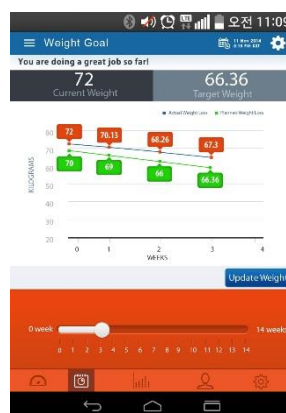 오전 11:09
Weight Goal
11 Nov 2014
You are doing a great job so far!
72
66.36
Current Weight
Target Weight
Actual Weight Loss
Planned Weight Loss
80
70
60
50
40
30
20
KILOGRAMS
72
70.13
68.26
67.3
70
69
66
66.36
0 1 2 3 4
WEEKS
Update Weight
0 week
14 weeks
0 1 2 3 4 5 6 7 8 9 10 11 12 13 14